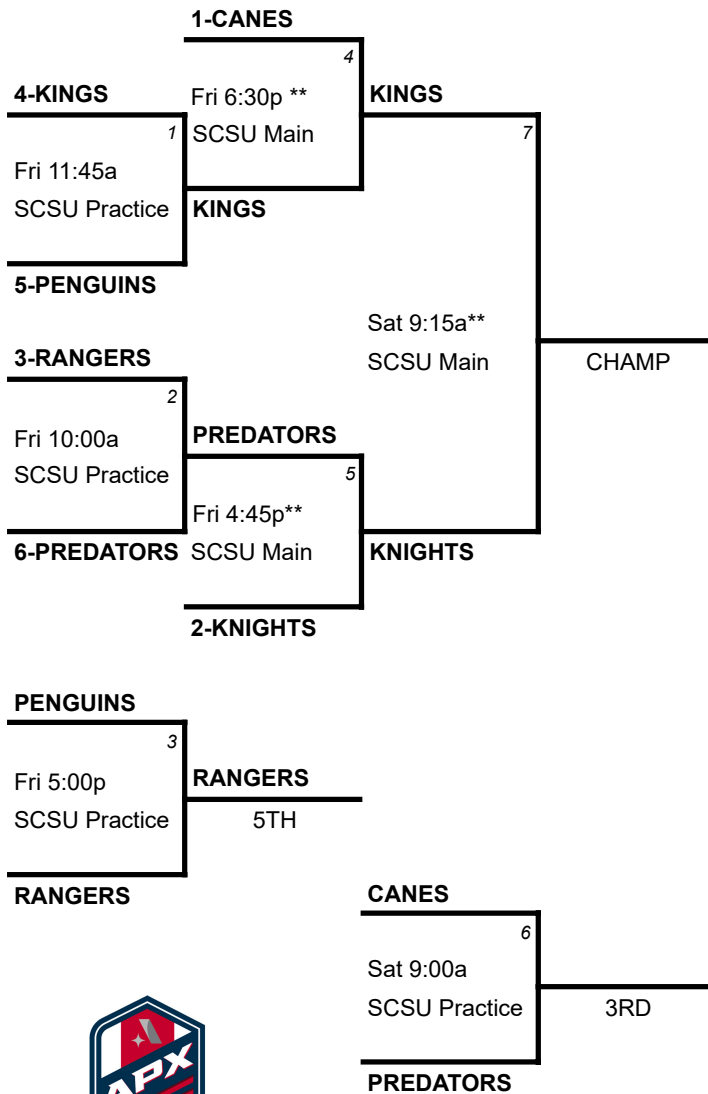 1-CANES
4
Fri 6:30p **
SCSU Main
4-KINGS
KINGS
1
7
Fri 11:45a
SCSU Practice
KINGS
5-PENGUINS
Sat 9:15a**
SCSU Main
CHAMP
3-RANGERS
2
Fri 10:00a
SCSU Practice
PREDATORS
5
Fri 4:45p**
SCSU Main
6-PREDATORS
KNIGHTS
2-KNIGHTS
PENGUINS
3
Fri 5:00p
SCSU Practice
RANGERS
5TH
RANGERS
CANES
6
Sat 9:00a
SCSU Practice
3RD
PREDATORS
APX